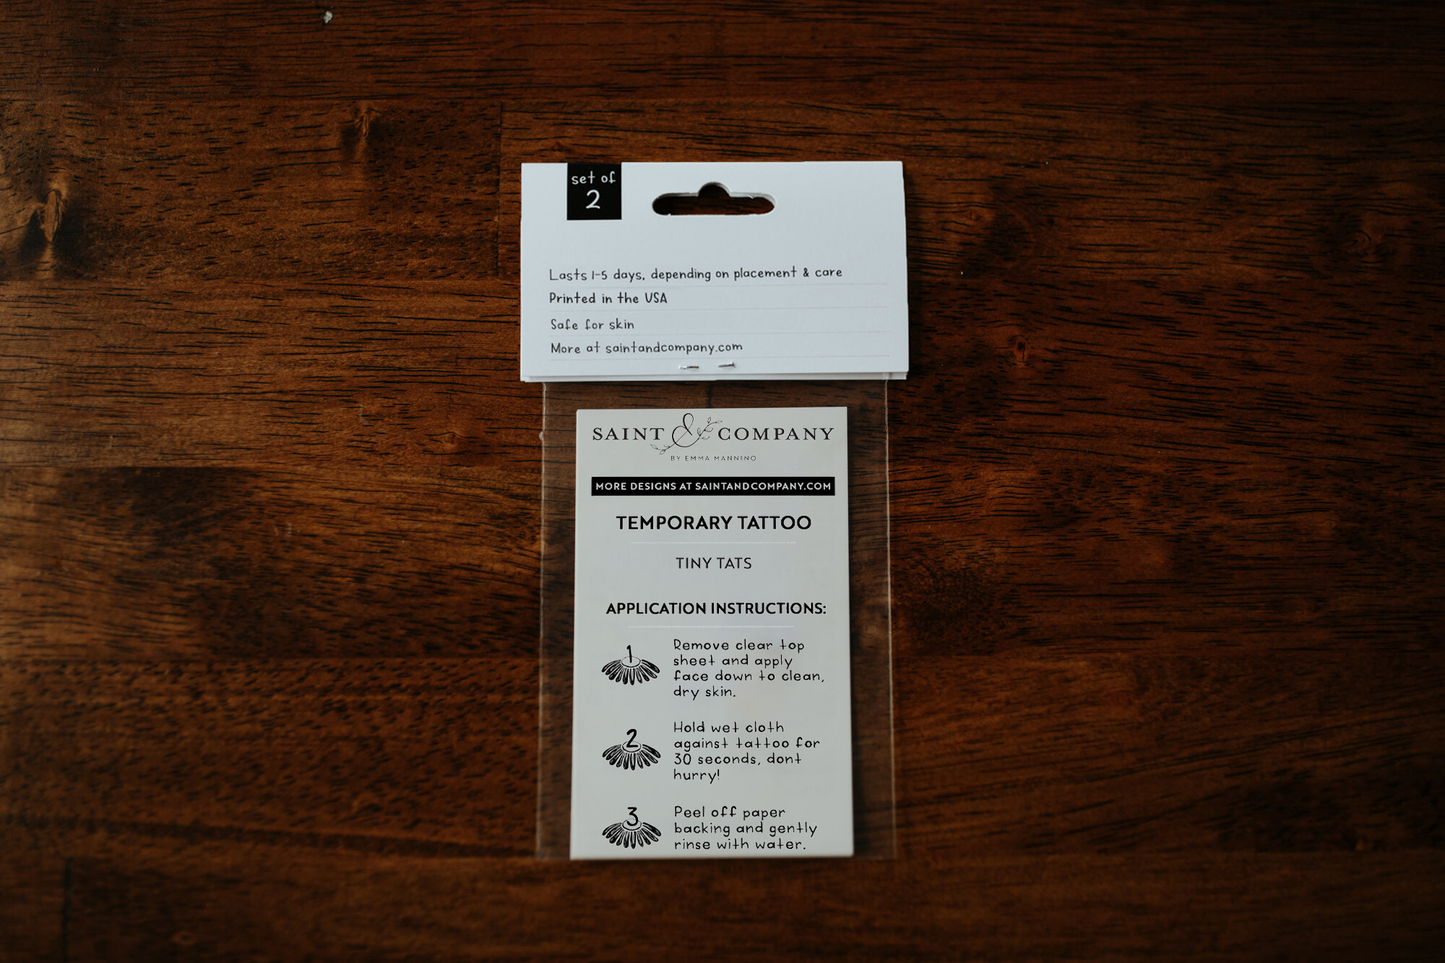 set of
2
Lasts 1-5 days, depending on placement & care
Printed in the USA
Safe for skin
More at saintandcompany.com
SAINT & COMPANY
BY EMMA MANNINO
MORE DESIGNS AT SAINTANDCOMPANY.COM
TEMPORARY TATTOO
TINY TATS
APPLICATION INSTRUCTIONS:
1
Remove clear top
sheet and apply
face down to clean,
dry skin.
2
Hold wet cloth
against tattoo for
30 seconds, dont
hurry!
3
Peel off paper
backing and gently
rinse with water.